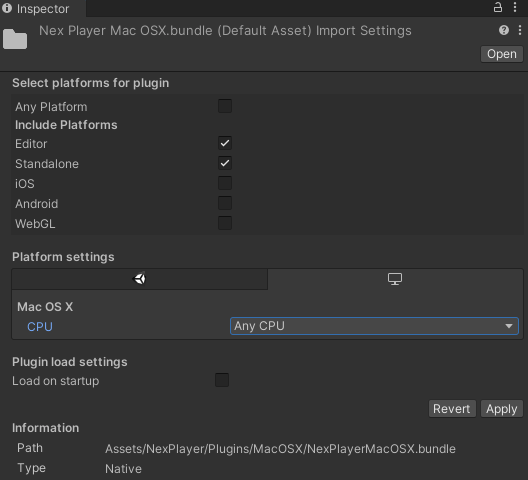 Inspector
Nex Player Mac OSX.bundle (Default Asset) Import Settings
Open
Select platforms for plugin
Any Platform
Include Platforms
Editor
Standalone
iOS
Android
WebGL
Platform settings
Mac OS X
CPU Any CPU
Plugin load settings
Load on startup
Revert Apply
Information
Path Assets/NexPlayer/Plugins/MacOSX/NexPlayerMacOSX.bundle
Type Native